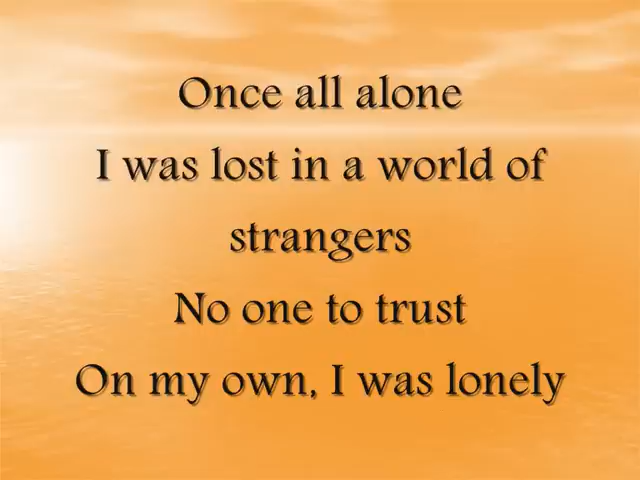 Once all alone
I was lost in a world of
strangers
No one to trust
On my own, I was lonely